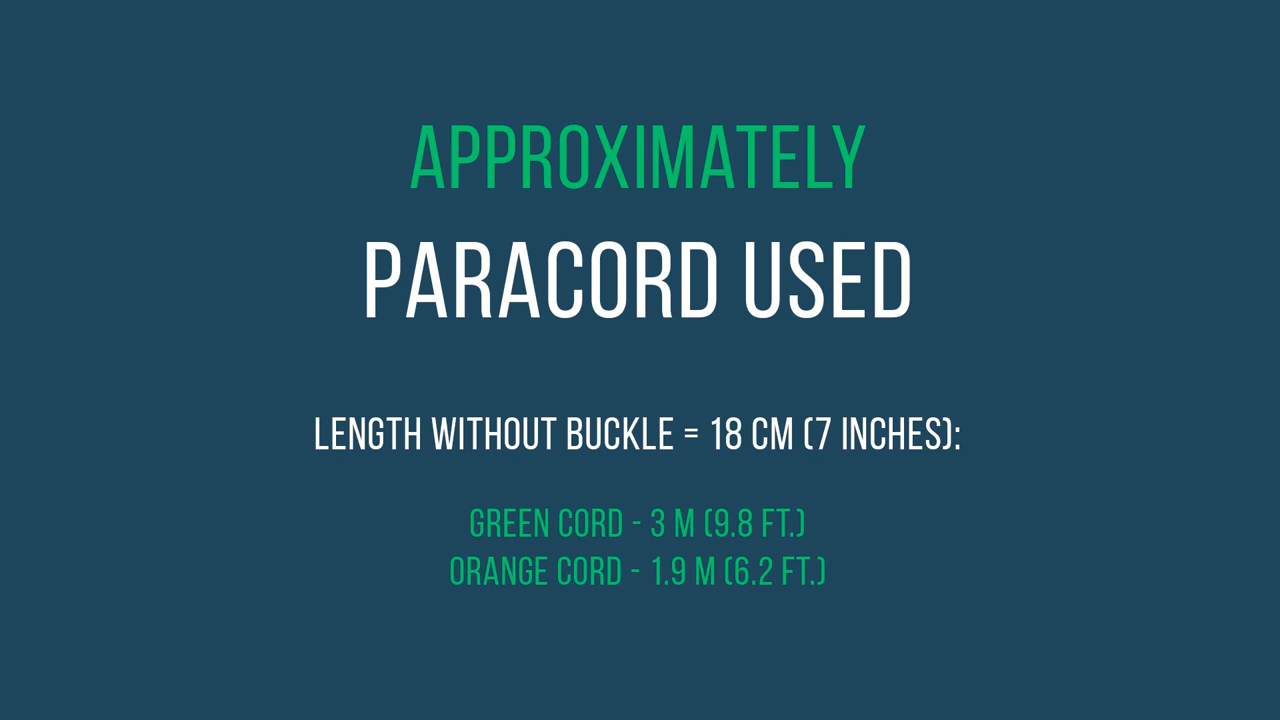 APPROXIMATELY
PARACORD USED
LENGTH WITHOUT BUCKLE = 18 CM (7 INCHES):
GREEN CORD - 3 M (9.8 FT.)
ORANGE CORD - 1.9 M (6.2 FT.)